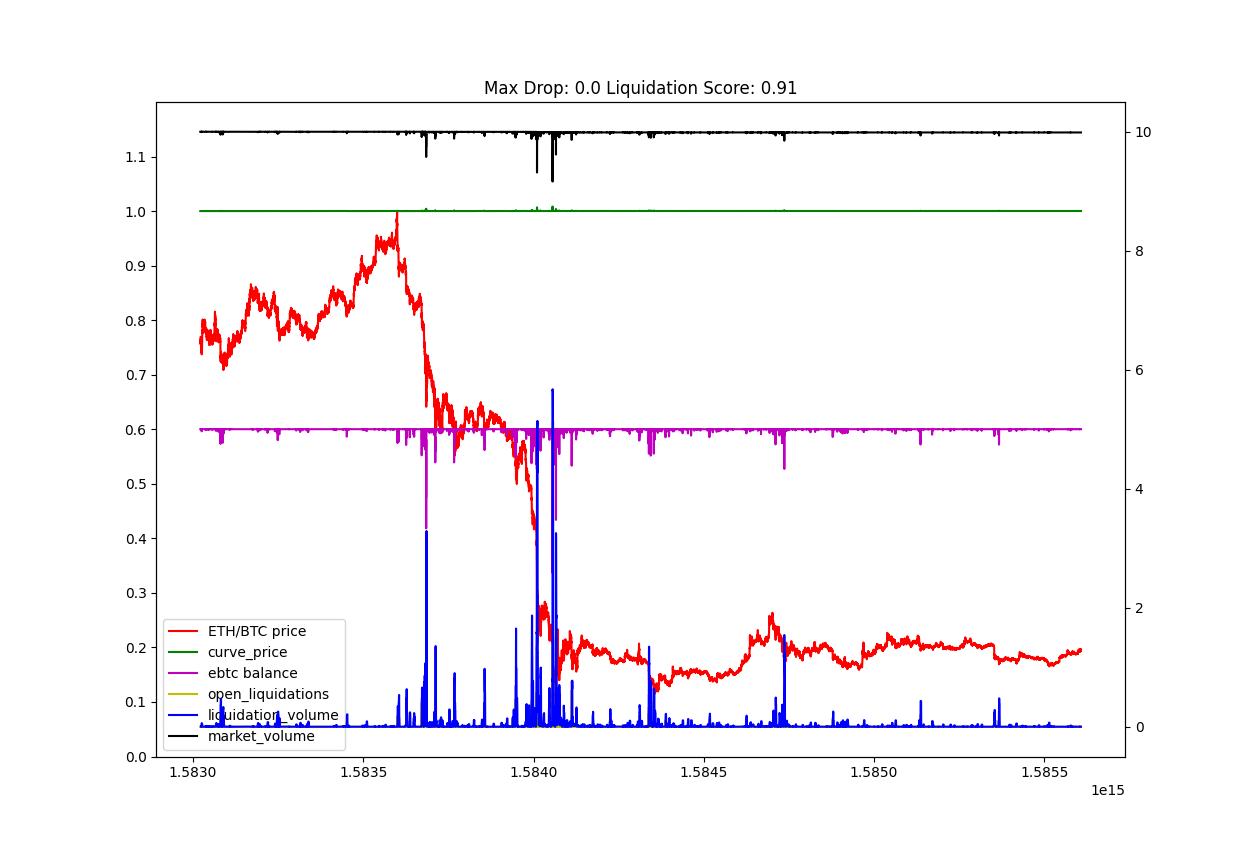 Max Drop: 0.0 Liquidation Score: 0.91
1.1
1.0
0.9
0.8
0.7
0.6
0.5
0.4
0.3
0.2
0.1
0.0
10
8
6
4
2
0
ETH/BTC price
curve_price
ebtc balance
open_liquidations
liquidation_volume
market_volume
1.5830 1.5835 1.5840 1.5845 1.5850 1.5855
1e15